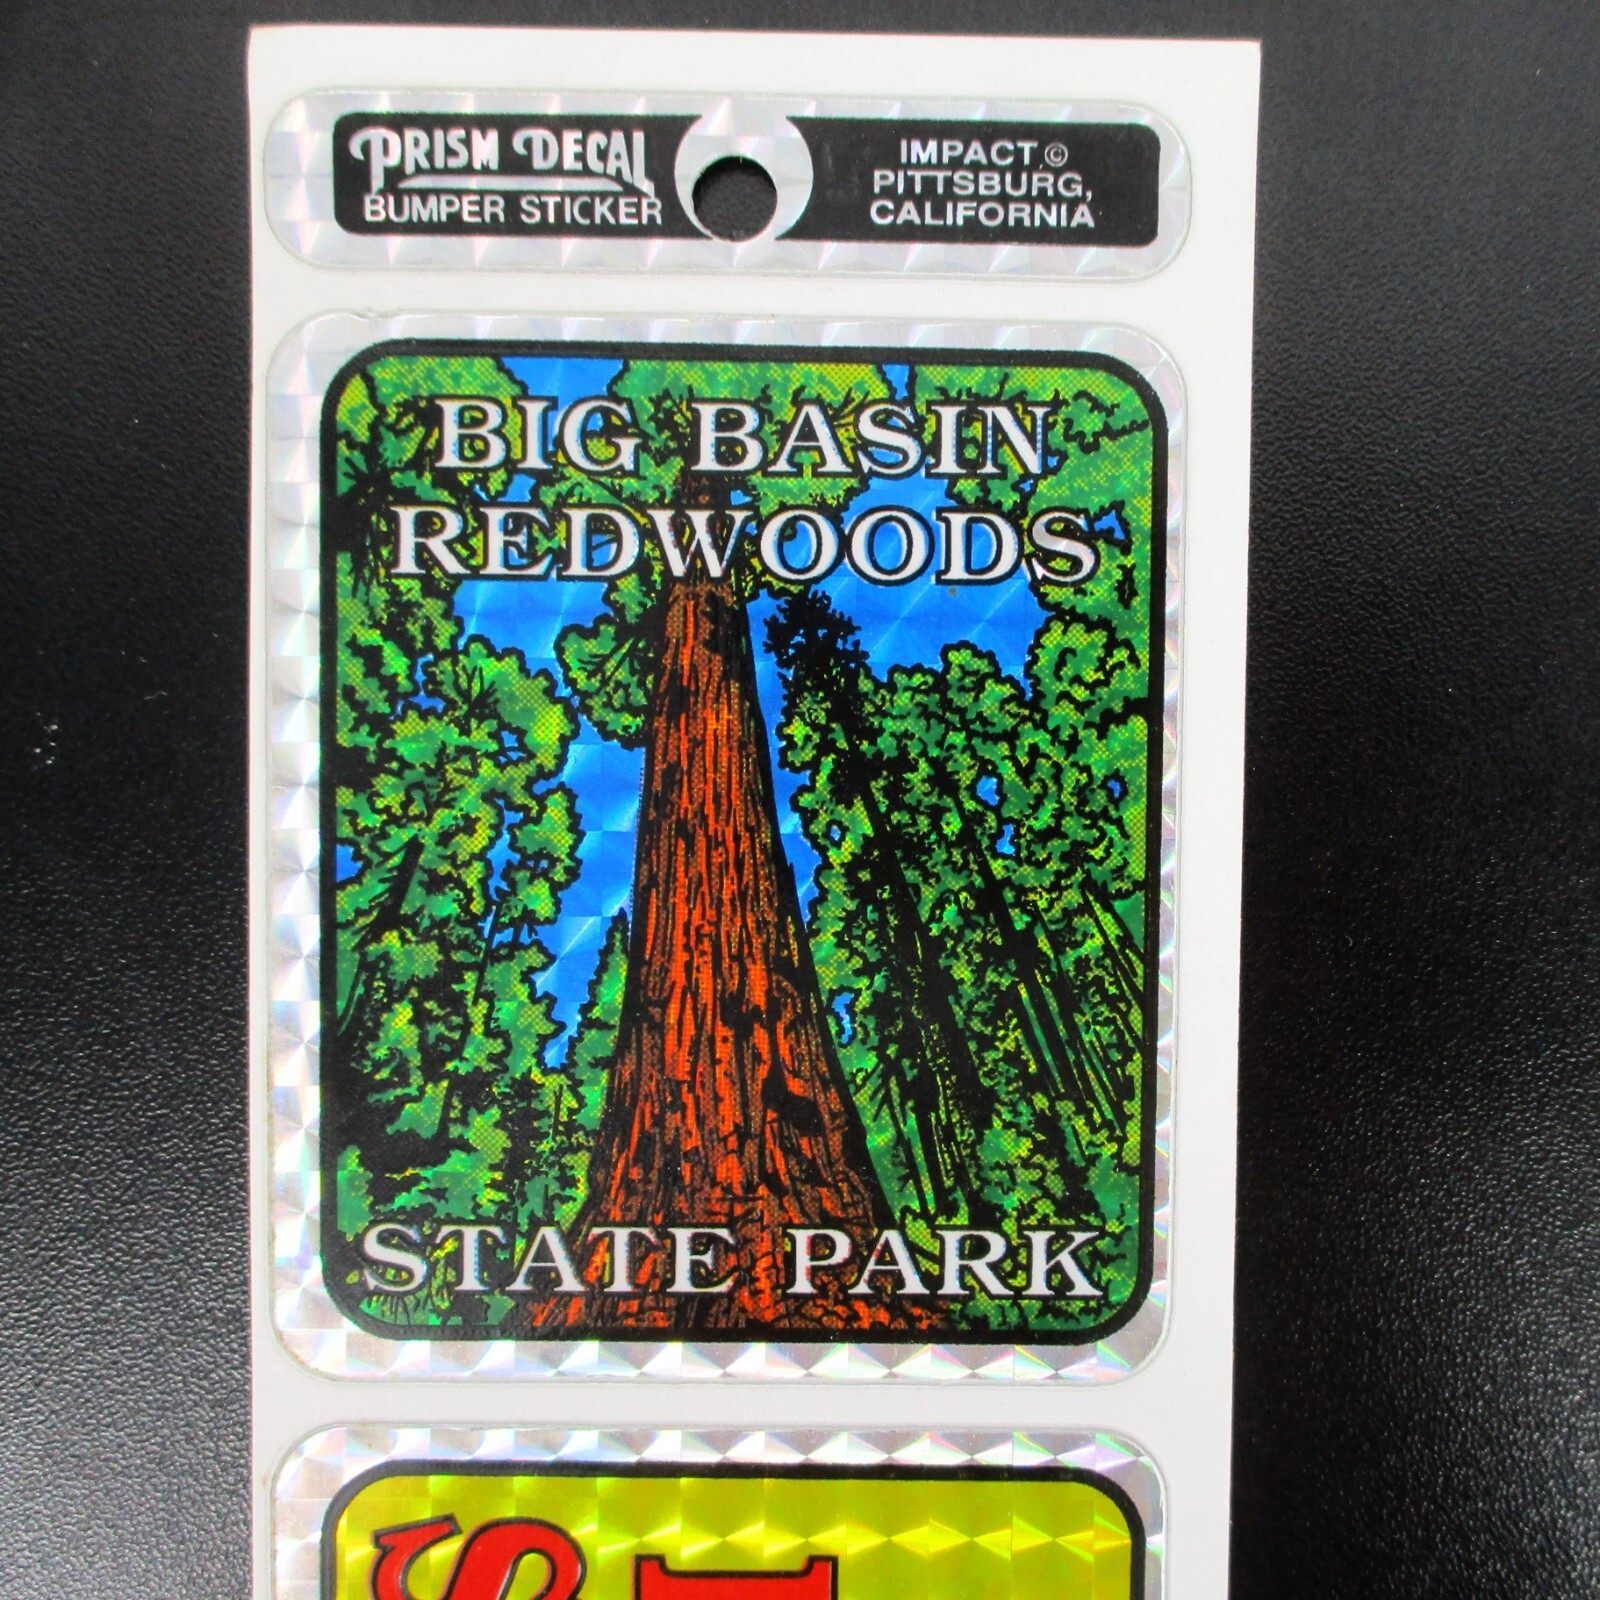 PRISM DECAL
BUMPER STICKER
IMPACT ©
PITTSBURG,
CALIFORNIA
BIG BASIN
REDWOODS
STATE PARK